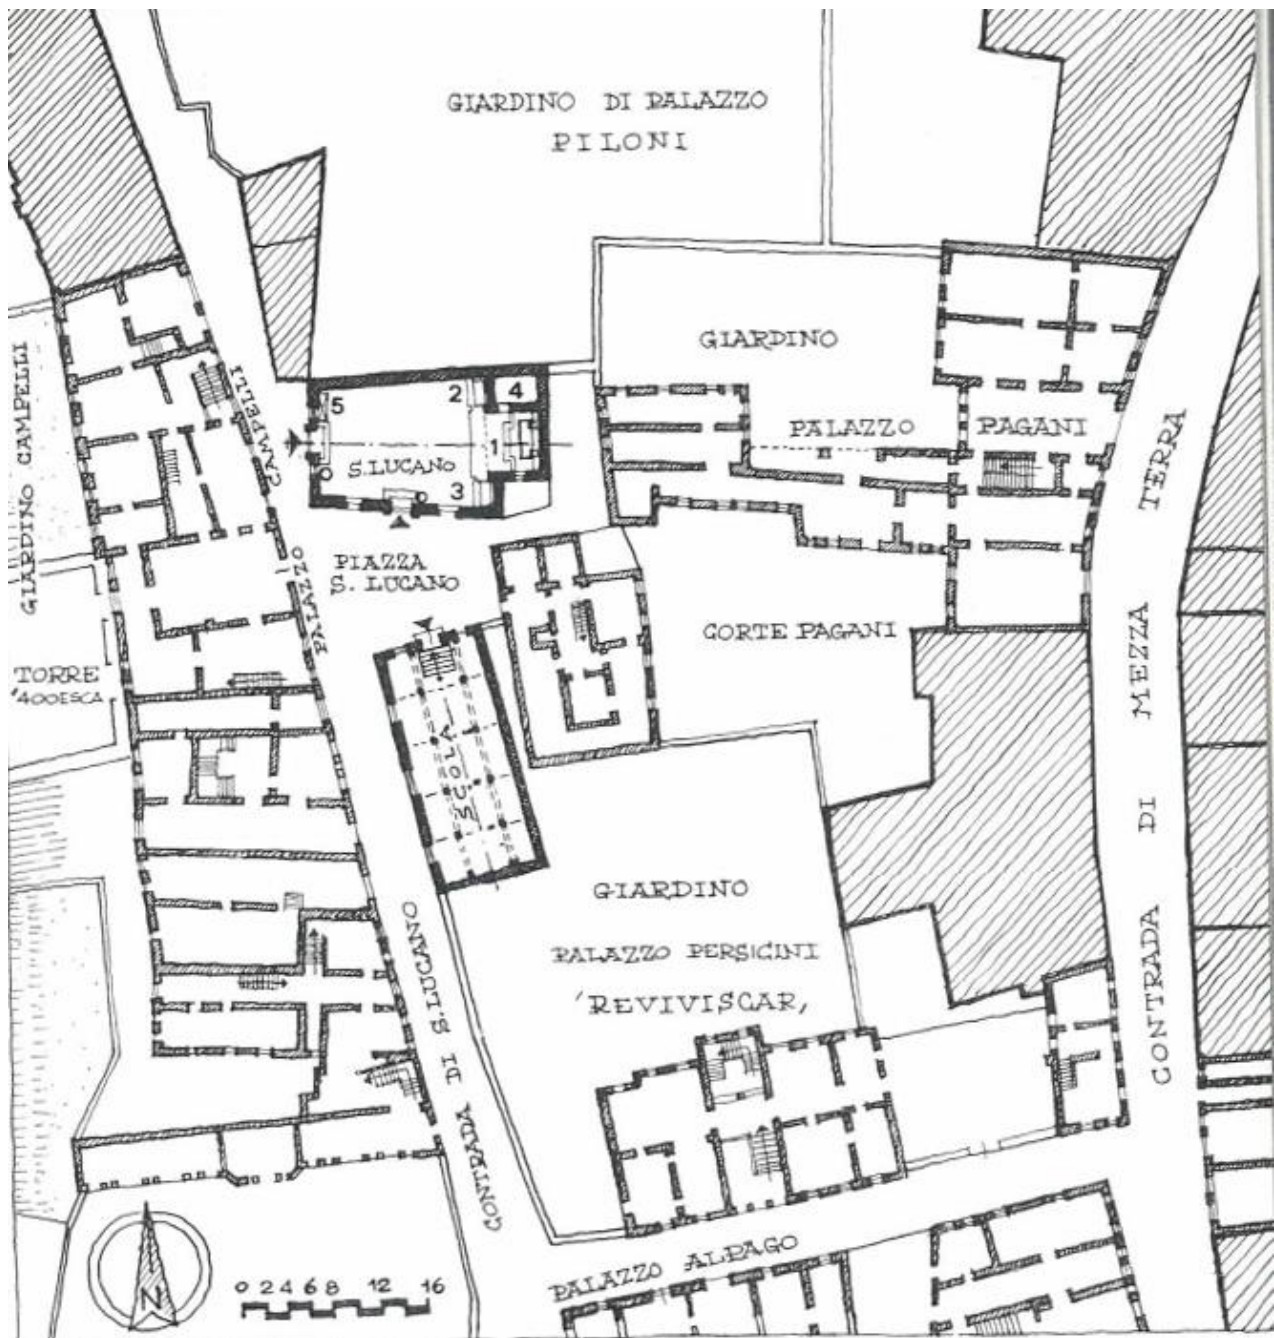 GIARDINO DI PALAZZO
PILONI
GIARDINO
PALAZZO PAGANI
GIARDINO CAMPELLI
PALAZZO CAMPELLI
5
2
4
1
S. LUCANO
3
PIAZZA
S. LUCANO
CORTE PAGANI
TORRE
'400ESCA
SCOLA
CONTRADA DI MEZZA TERRA
GIARDINO
PALAZZO PERSICINI
'REVIVISCAR,
CONTRADA DI S. LUCANO
PALAZZO ALPAGO
N
0 2 4 6 8 12 16